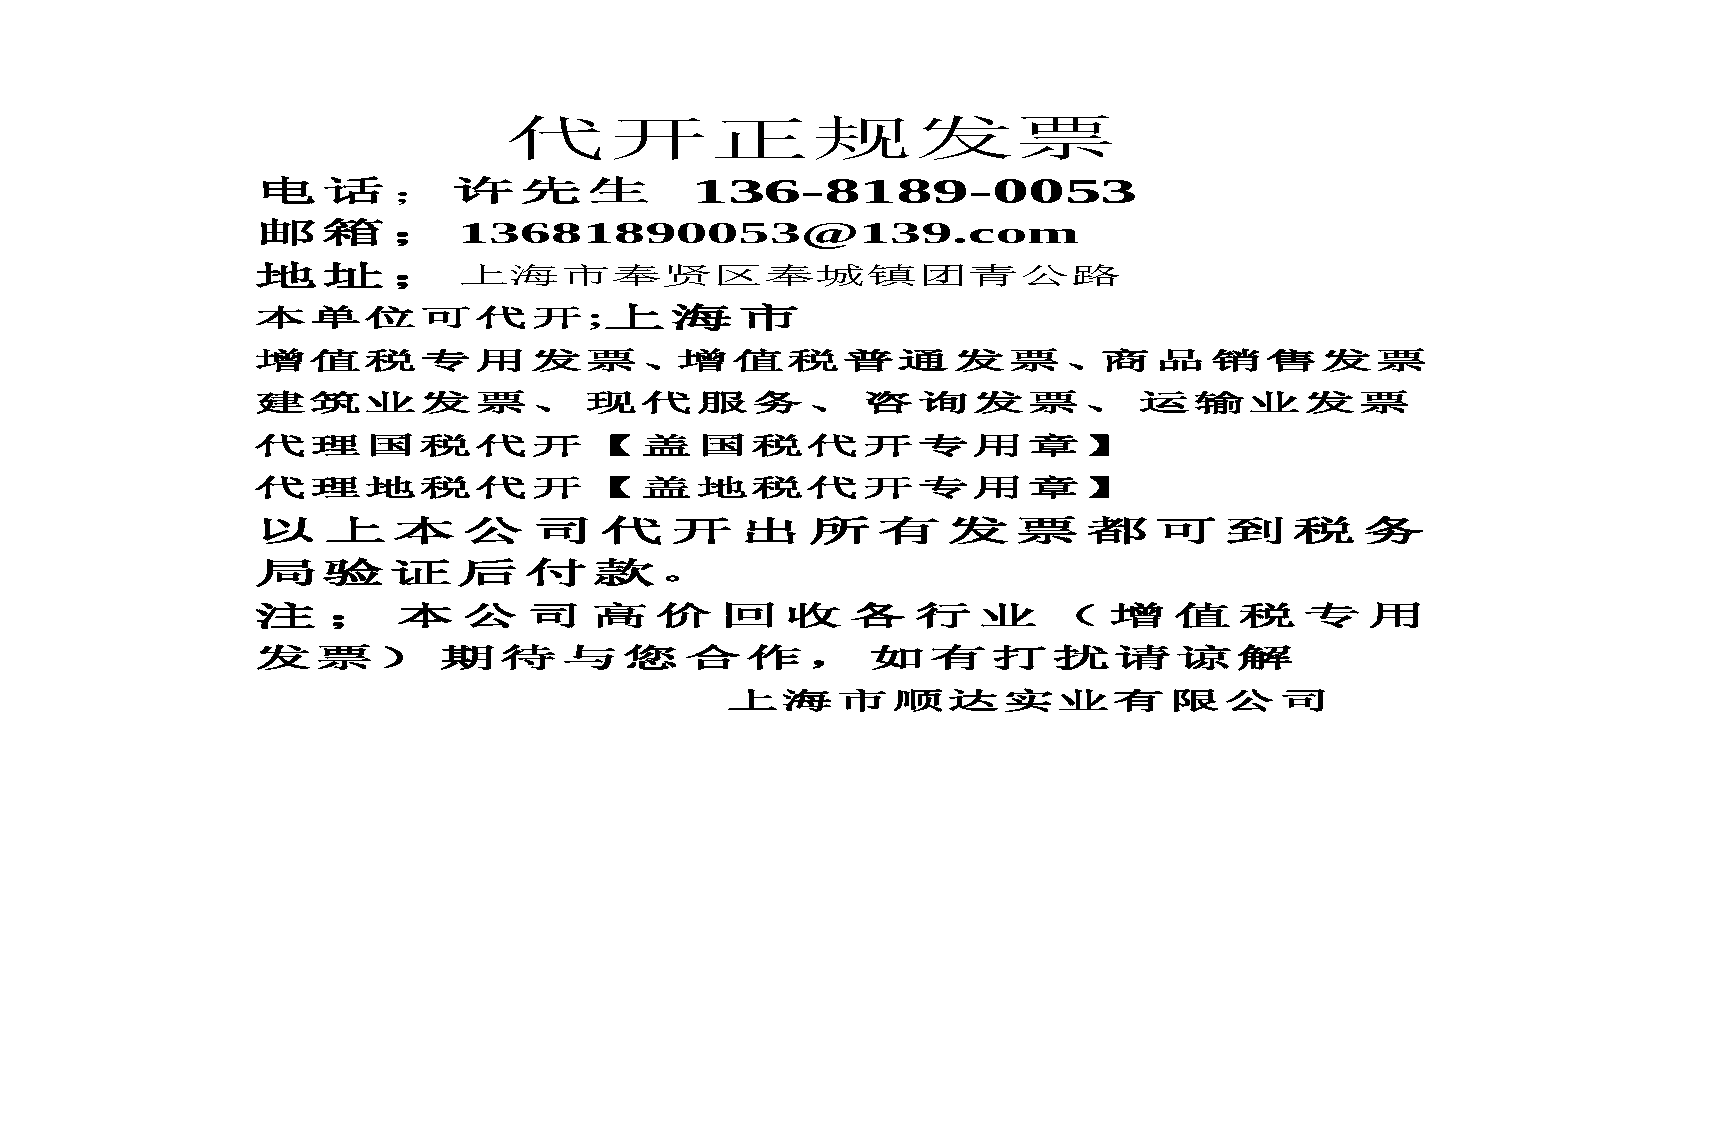 代开正规发票
电话： 许先生 136-8189-0053
邮箱； 13681890053@139.com
地址； 上海市奉贤区奉城镇团青公路
本单位可代开;上海市
增值税专用发票、增值税普通发票、商品销售发票
建筑业发票、现代服务、咨询发票、运输业发票
代理国税代开【盖国税代开专用章】
代理地税代开【盖地税代开专用章】
以上本公司代开出所有发票都可到税务
局验证后付款。
注； 本公司高价回收各行业（增值税专用
发票）期待与您合作，如有打扰请谅解
上海市顺达实业有限公司